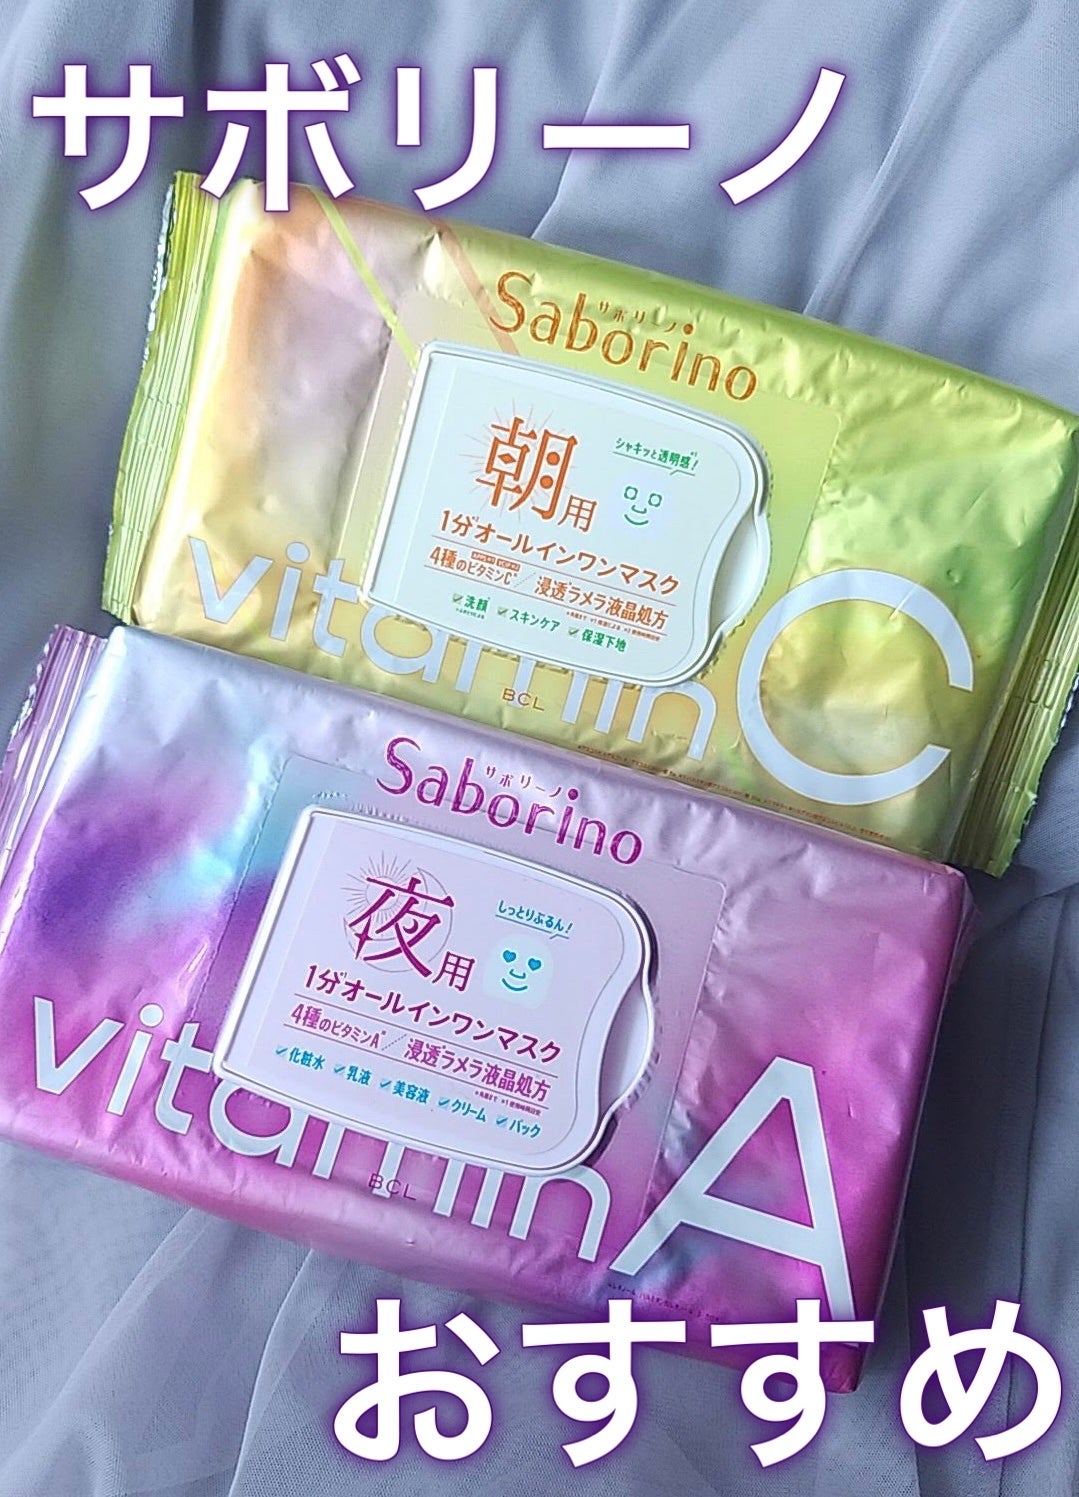 サボリーノ
サボリーノ
Saborino
朝用
シャキッと透明感!
1分オールインワンマスク
4種のビタミンC
浸透ラメラ液晶処方
洗顔 スキンケア 保湿下地
vitamin C
BCL
サボリーノ
Saborino
夜用
しっとりぷるん!
1分オールインワンマスク
4種のビタミンA
浸透ラメラ液晶処方
化粧水 乳液 美容液 クリーム パック
vitamin A
BCL
おすすめ